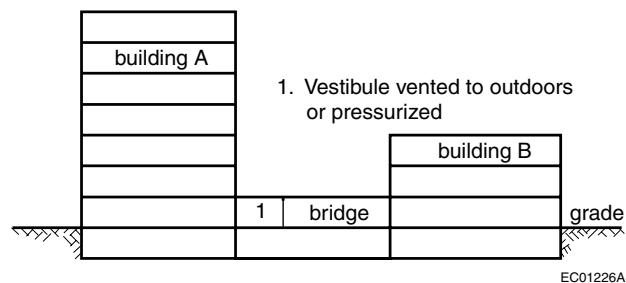 building A
1. Vestibule vented to outdoors
or pressurized
building B
1 bridge grade
EC01226A